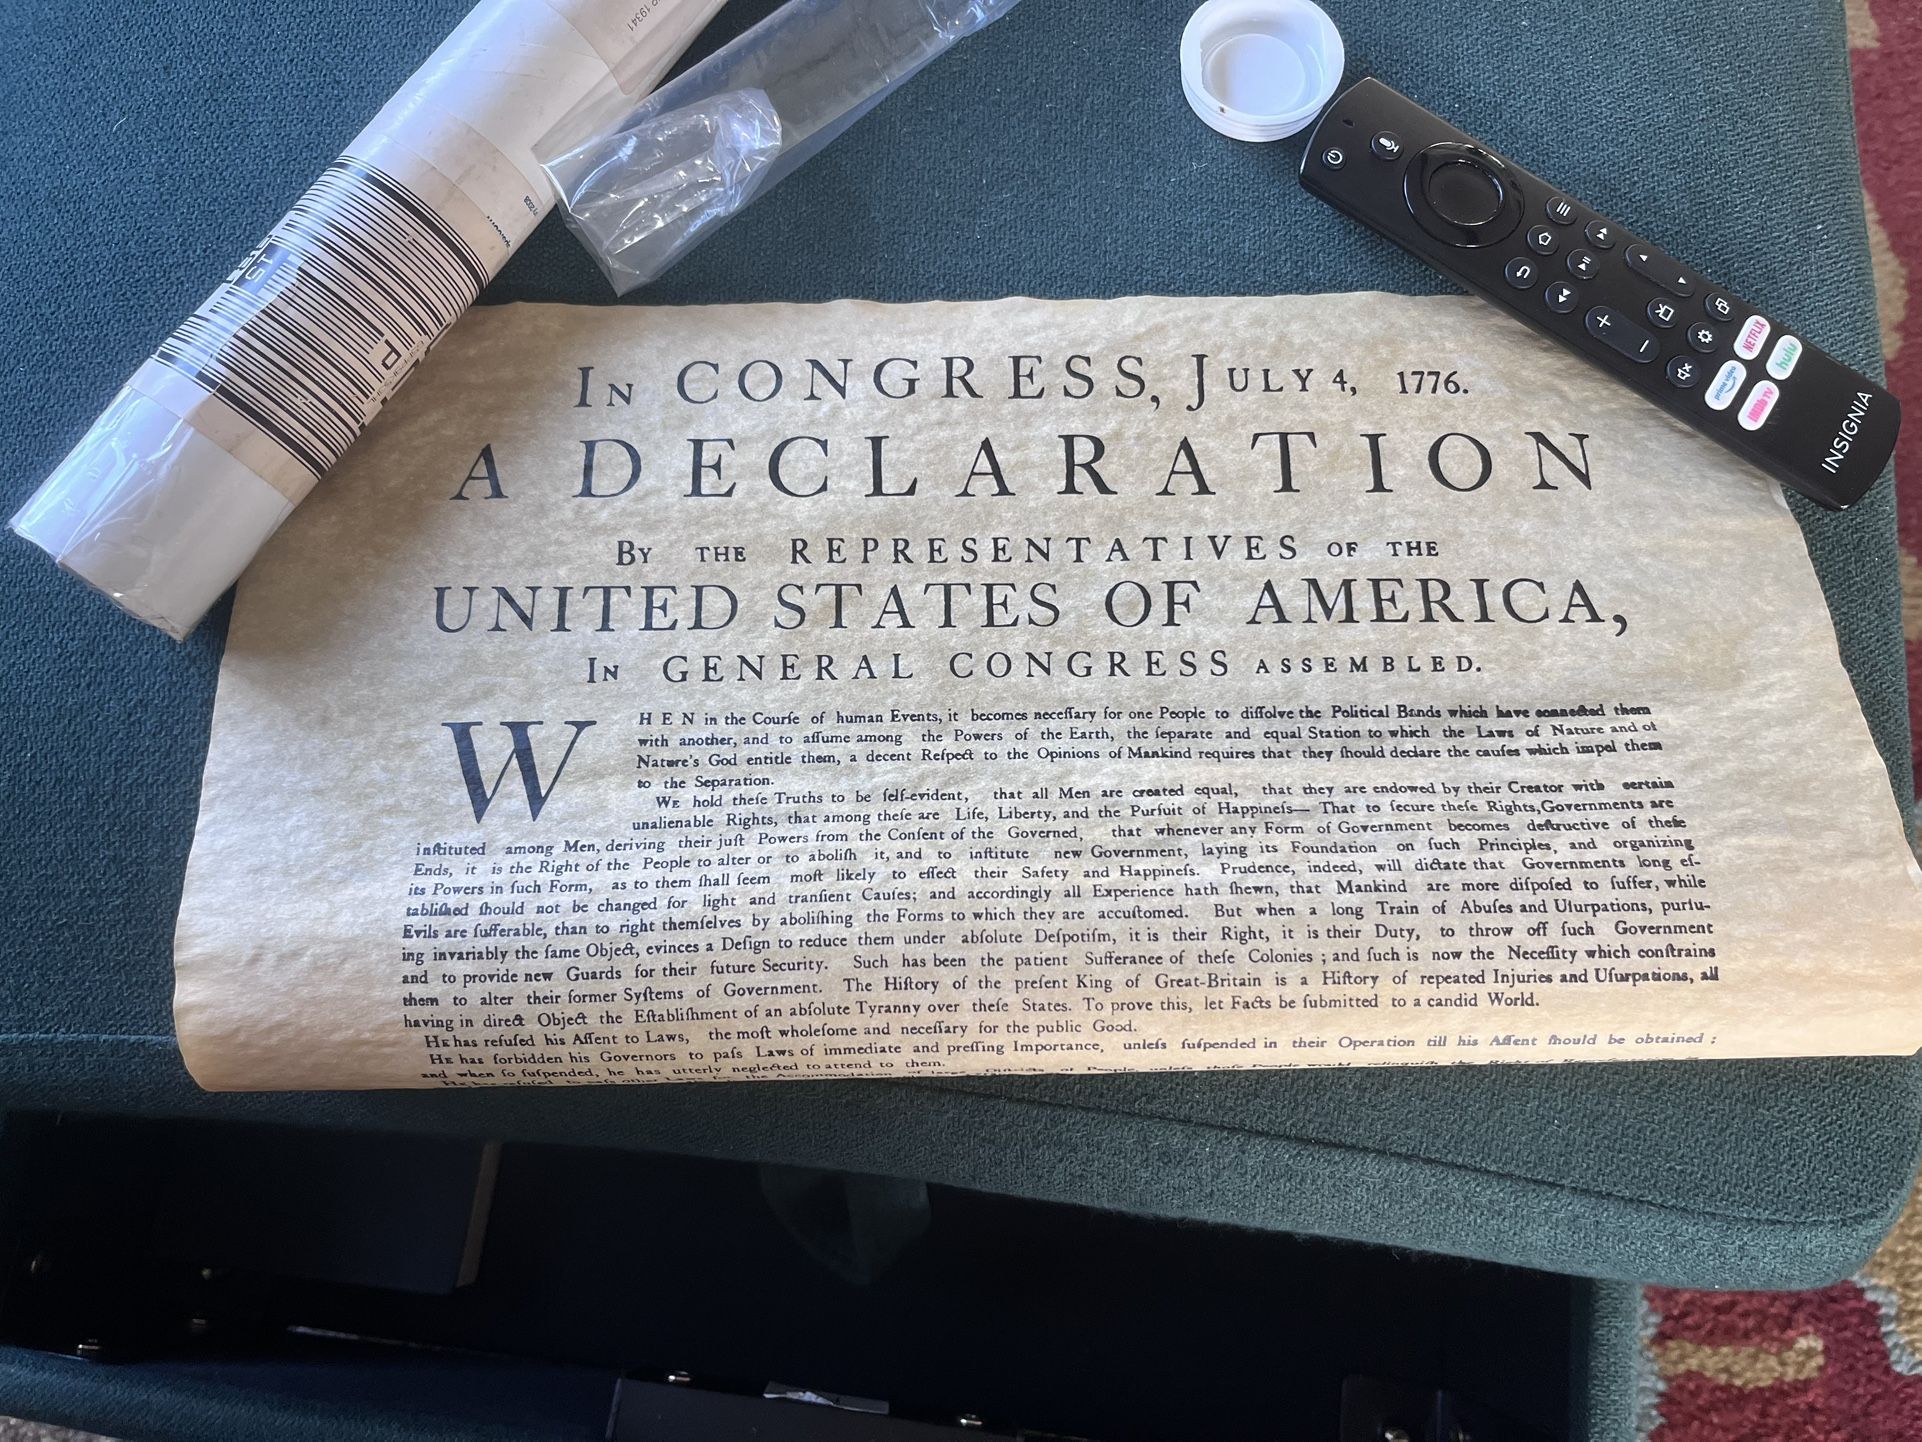 In CONGRESS, July 4, 1776.
A DECLARATION
By the REPRESENTATIVES of the
UNITED STATES OF AMERICA,
In GENERAL CONGRESS assembled.
WHEN in the Courſe of human Events, it becomes neceſſary for one People to diſſolve the Political Bands which have connected them
with another, and to aſſume among the Powers of the Earth, the ſeparate and equal Station to which the Laws of Nature and of
Nature's God entitle them, a decent Reſpect to the Opinions of Mankind requires that they ſhould declare the cauſes which impel them
to the Separation.
We hold theſe Truths to be ſelf-evident, that all Men are created equal, that they are endowed by their Creator with certain
unalienable Rights, that among theſe are Life, Liberty, and the Purſuit of Happineſs— That to ſecure theſe Rights, Governments are
inſtituted among Men, deriving their juſt Powers from the Conſent of the Governed, that whenever any Form of Government becomes deſtructive of theſe
Ends, it is the Right of the People to alter or to aboliſh it, and to inſtitute new Government, laying its Foundation on ſuch Principles, and organizing
its Powers in ſuch Form, as to them ſhall ſeem moſt likely to effect their Safety and Happineſs. Prudence, indeed, will dictate that Governments long eſ-
tabliſhed ſhould not be changed for light and tranſient Cauſes; and accordingly all Experience hath ſhewn, that Mankind are more diſpoſed to ſuffer, while
Evils are ſufferable, than to right themſelves by aboliſhing the Forms to which they are accuſtomed. But when a long Train of Abuſes and Uſurpations, purſu-
ing invariably the ſame Object, evinces a Deſign to reduce them under abſolute Deſpotiſm, it is their Right, it is their Duty, to throw off ſuch Government
and to provide new Guards for their future Security. Such has been the patient Sufferance of theſe Colonies ; and ſuch is now the Neceſſity which conſtrains
them to alter their former Syſtems of Government. The Hiſtory of the preſent King of Great-Britain is a Hiſtory of repeated Injuries and Uſurpations, all
having in direct Object the Eſtabliſhment of an abſolute Tyranny over theſe States. To prove this, let Facts be ſubmitted to a candid World.
He has refuſed his Aſſent to Laws, the moſt wholeſome and neceſſary for the public Good.
He has forbidden his Governors to paſs Laws of immediate and preſſing Importance, unleſs ſuſpended in their Operation till his Aſſent ſhould be obtained ;
and when ſo ſuſpended, he has utterly neglected to attend to them.
19341
P
NETFLIX
hulu
prime video
IMDb TV
INSIGNIA